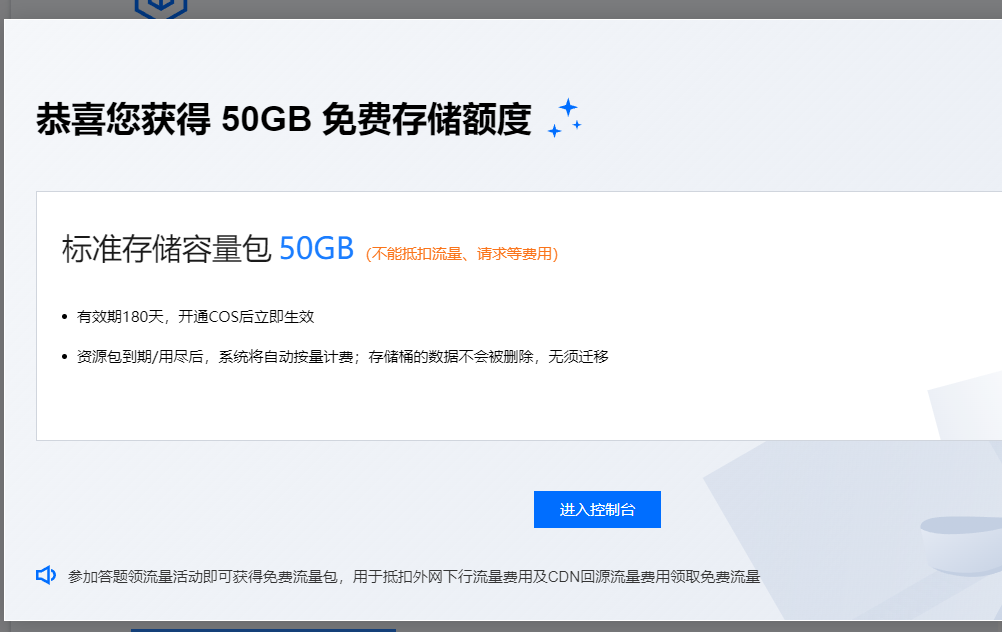 恭喜您获得 50GB 免费存储额度
标准存储容量包 50GB (不能抵扣流量、请求等费用)
• 有效期180天，开通COS后立即生效
• 资源包到期/用尽后，系统将自动按量计费；存储桶的数据不会被删除，无须迁移
进入控制台
参加答题领流量活动即可获得免费流量包，用于抵扣外网下行流量费用及CDN回源流量费用领取免费流量